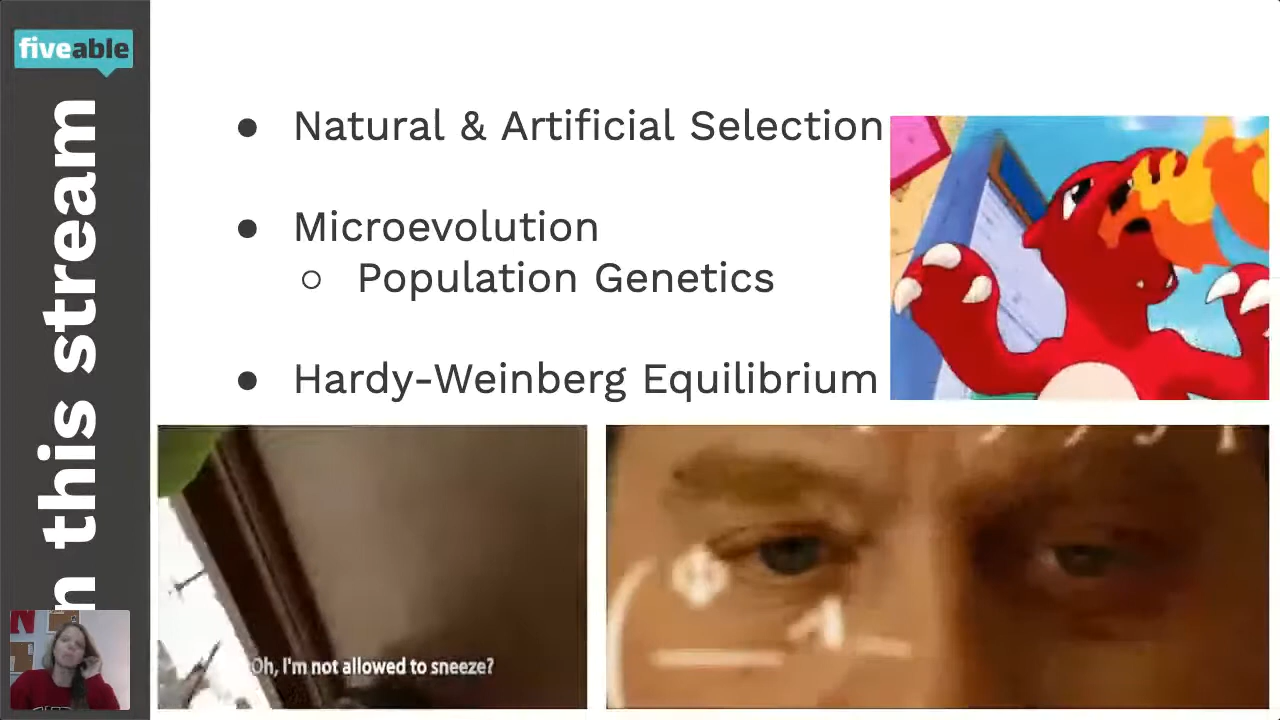 fiveable
n this stream
● Natural & Artificial Selection
● Microevolution
○ Population Genetics
● Hardy-Weinberg Equilibrium
Oh, I'm not allowed to sneeze?